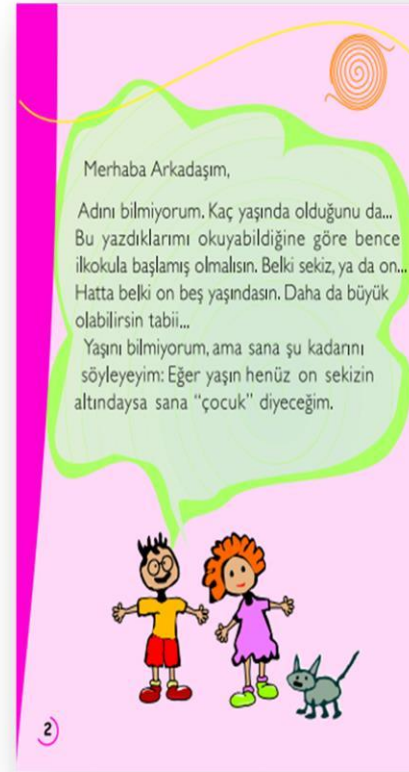 Merhaba Arkadaşım,
Adını bilmiyorum. Kaç yaşında olduğunu da...
Bu yazdıklarımı okuyabildiğine göre bence
ilkokula başlamış olmalısın. Belki sekiz, ya da on...
Hatta belki on beş yaşındasın. Daha da büyük
olabilirsin tabii...
Yaşını bilmiyorum, ama sana şu kadarını
söyleyeyim: Eğer yaşın henüz on sekizin
altındaysa sana “çocuk” diyeceğim.
2